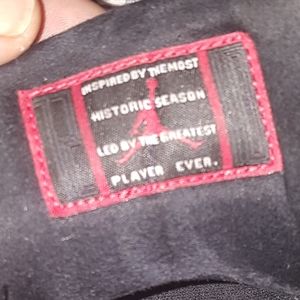 INSPIRED BY THE MOST
HISTORIC SEASON
LED BY THE GREATEST
PLAYER EVER.